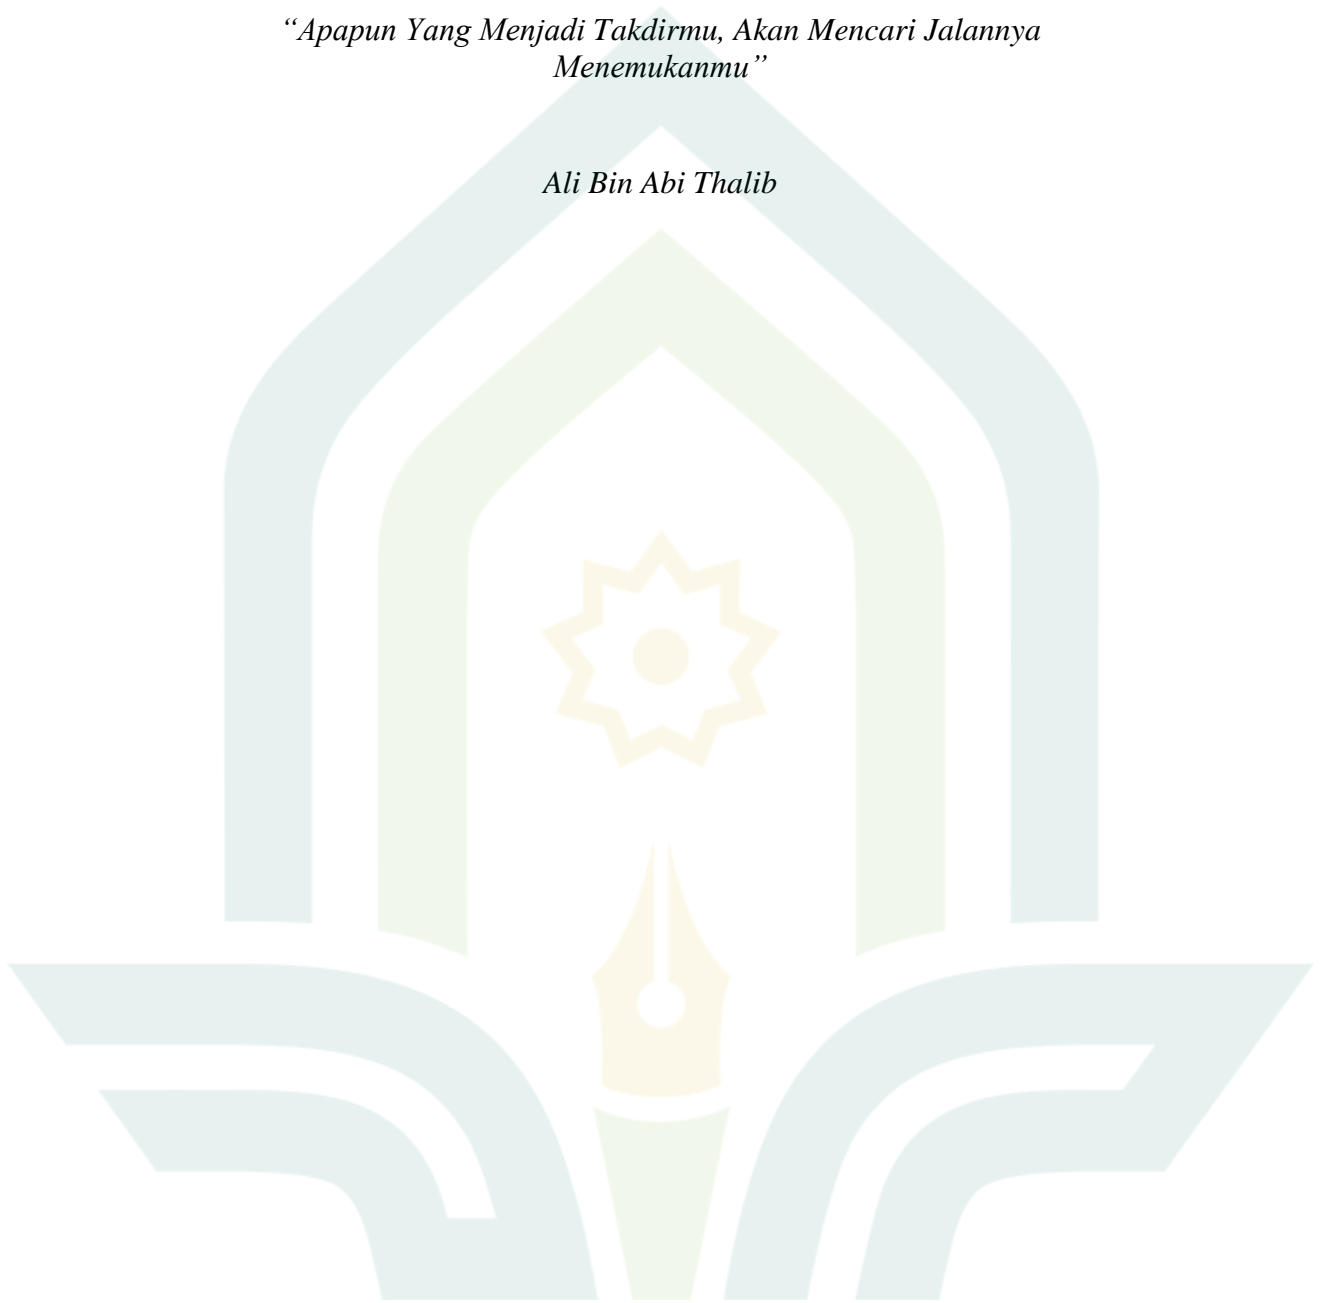 “Apapun Yang Menjadi Takdirmu, Akan Mencari Jalannya
Menemukanmu”
Ali Bin Abi Thalib